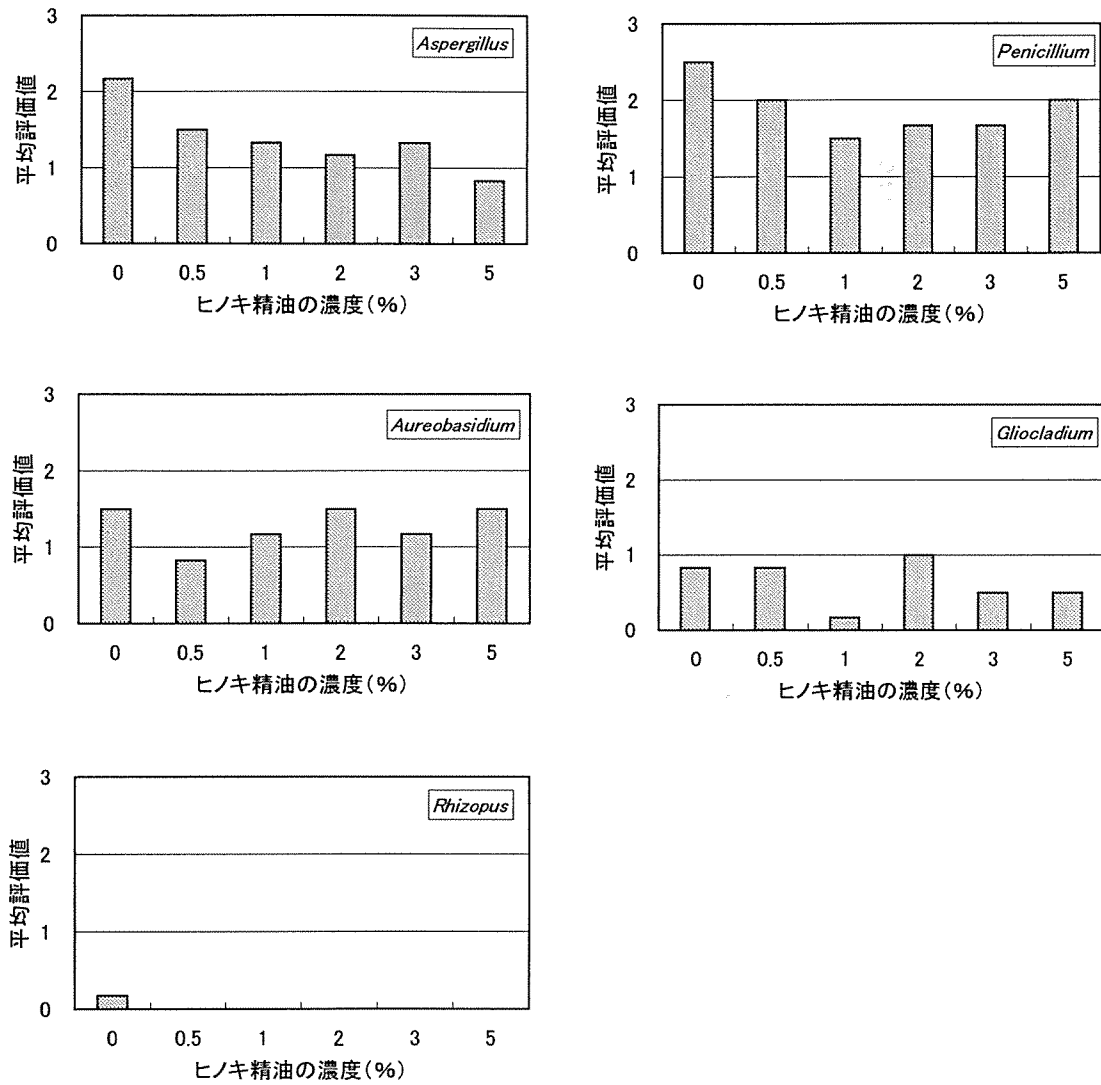 3
2
1
0
平均評価値
Aspergillus
0 0.5 1 2 3 5
ヒノキ精油の濃度(%)
3
2
1
0
平均評価値
Penicillium
0 0.5 1 2 3 5
ヒノキ精油の濃度(%)
3
2
1
0
平均評価値
Aureobasidium
0 0.5 1 2 3 5
ヒノキ精油の濃度(%)
3
2
1
0
平均評価値
Gliocladium
0 0.5 1 2 3 5
ヒノキ精油の濃度(%)
3
2
1
0
平均評価値
Rhizopus
0 0.5 1 2 3 5
ヒノキ精油の濃度(%)